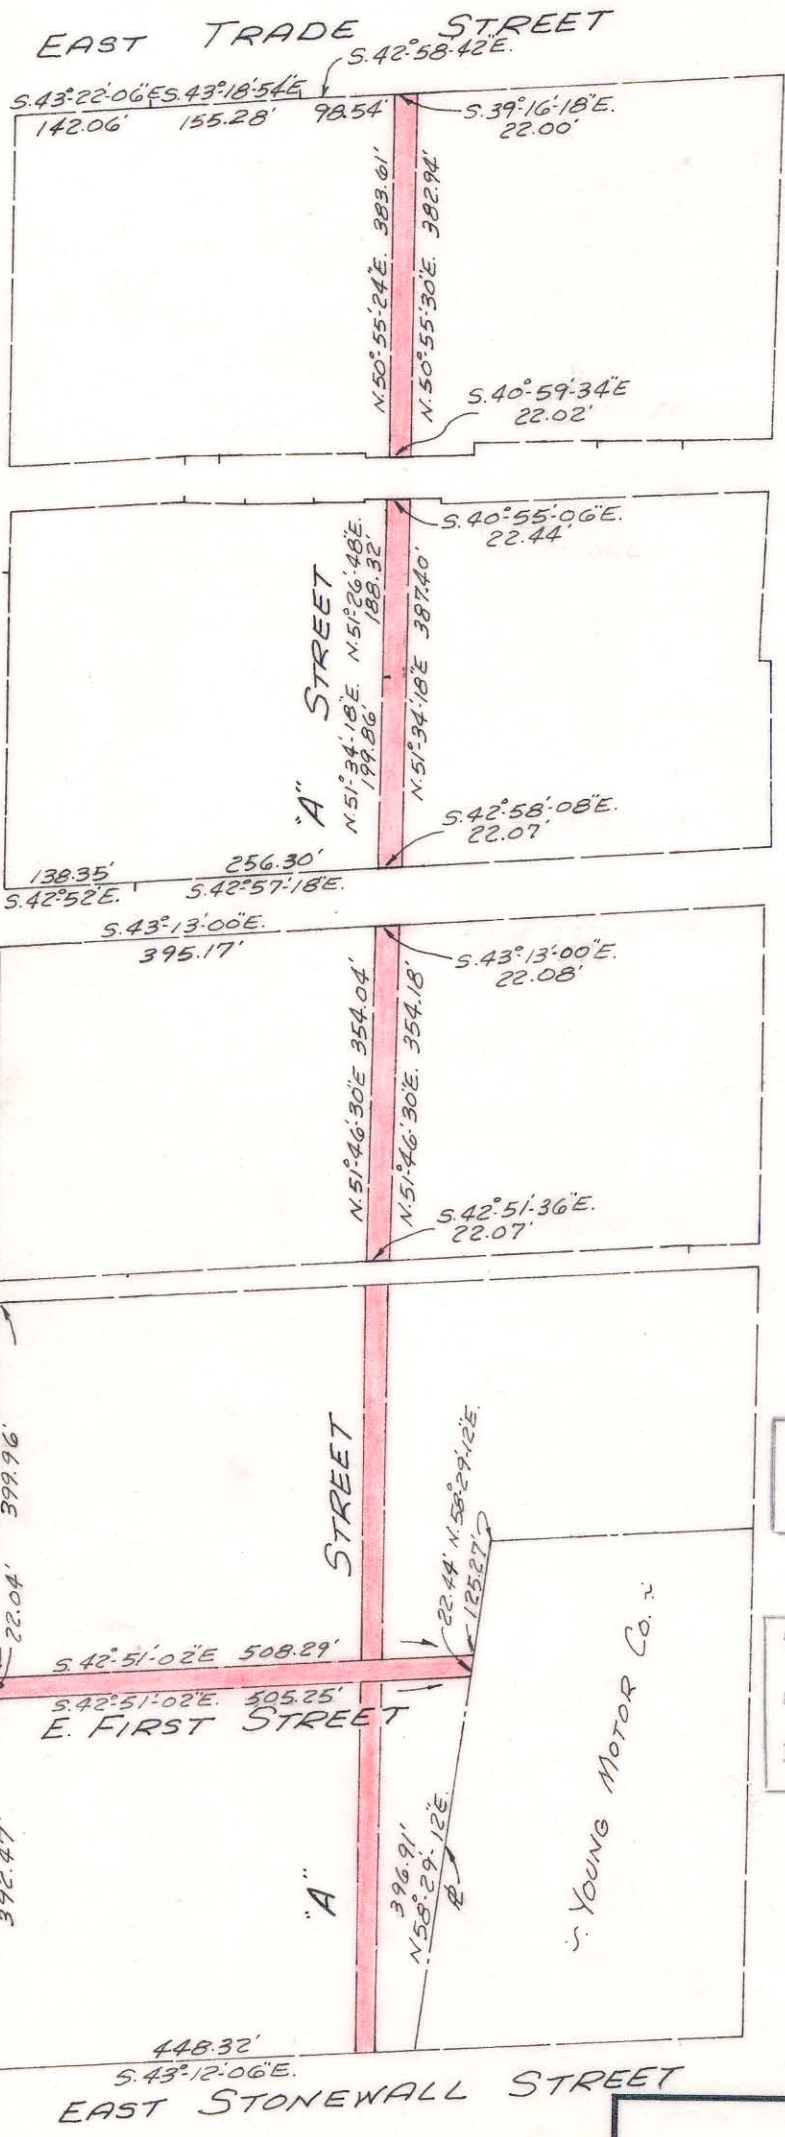 EAST TRADE STREET
S.42°-58'-42"E.
S.43°-22'-06"E S.43°-18'-54"E.
142.06' 155.28' 98.54'
S.39°-16'-18"E.
22.00'
N.50°-55'-24"E. 383.61'
N.50°-55'-30"E. 382.94'
S.40°-59'-34"E
22.02'
S.40°-55'-06"E.
22.44'
"A" STREET
N.51°-34'-18"E. N.51°-26'-48"E.
199.86' 188.32'
N.51°-34'-18"E 387.40'
S.42°-58'-08"E.
22.07'
138.35' 256.30'
S.42°-52'E. S.42°-57'-18"E.
S.43°-13'-00"E.
395.17'
S.43°-13'-00"E.
22.08'
N.51°-46'-30"E 354.04'
N.51°-46'-30"E. 354.18'
S.42°-51'-36"E.
22.07'
399.96'
22.04'
STREET
22.44' N.58°-29'-12"E.
125.27'
S.42°-51'-02"E 508.29'
S.42°-51'-02"E. 505.25'
E. FIRST STREET
392.47'
"A"
396.91'
N58°-29'-12"E.
YOUNG MOTOR CO.
448.32'
S.43°-12'-06"E.
EAST STONEWALL STREET